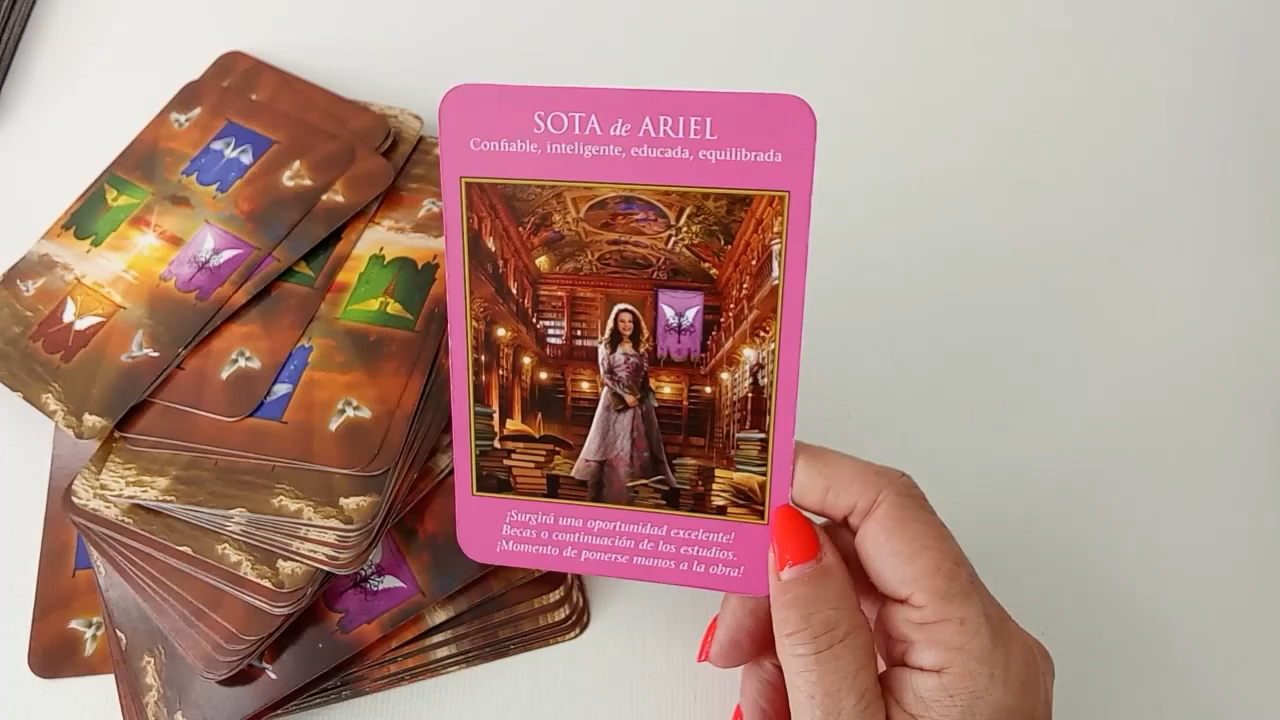 SOTA de ARIEL
Confiable, inteligente, educada, equilibrada
¡Surgirá una oportunidad excelente!
Becas o continuación de los estudios.
¡Momento de ponerse manos a la obra!